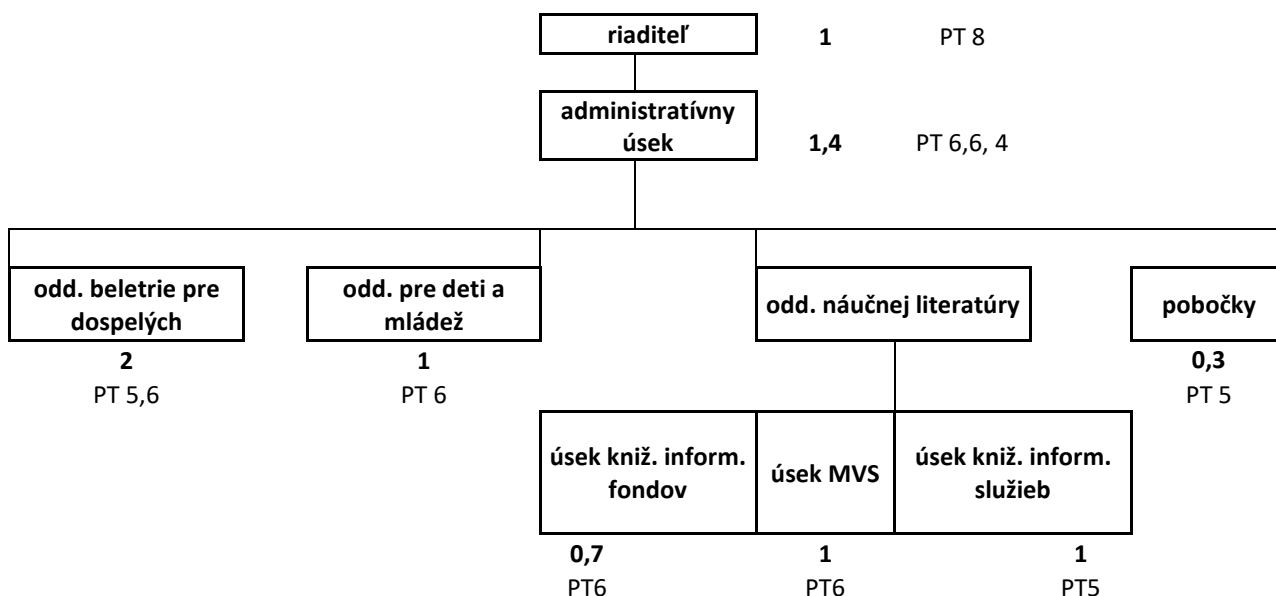 riaditeľ 1 PT 8
administratívny
úsek
1,4 PT 6,6, 4
odd. beletrie pre
dospelých
2
PT 5,6
odd. pre deti a
mládež
1
PT 6
odd. náučnej literatúry
pobočky
0,3
PT 5
úsek kniž. inform.
fondov
0,7
PT6
úsek MVS
1
PT6
úsek kniž. inform.
služieb
1
PT5